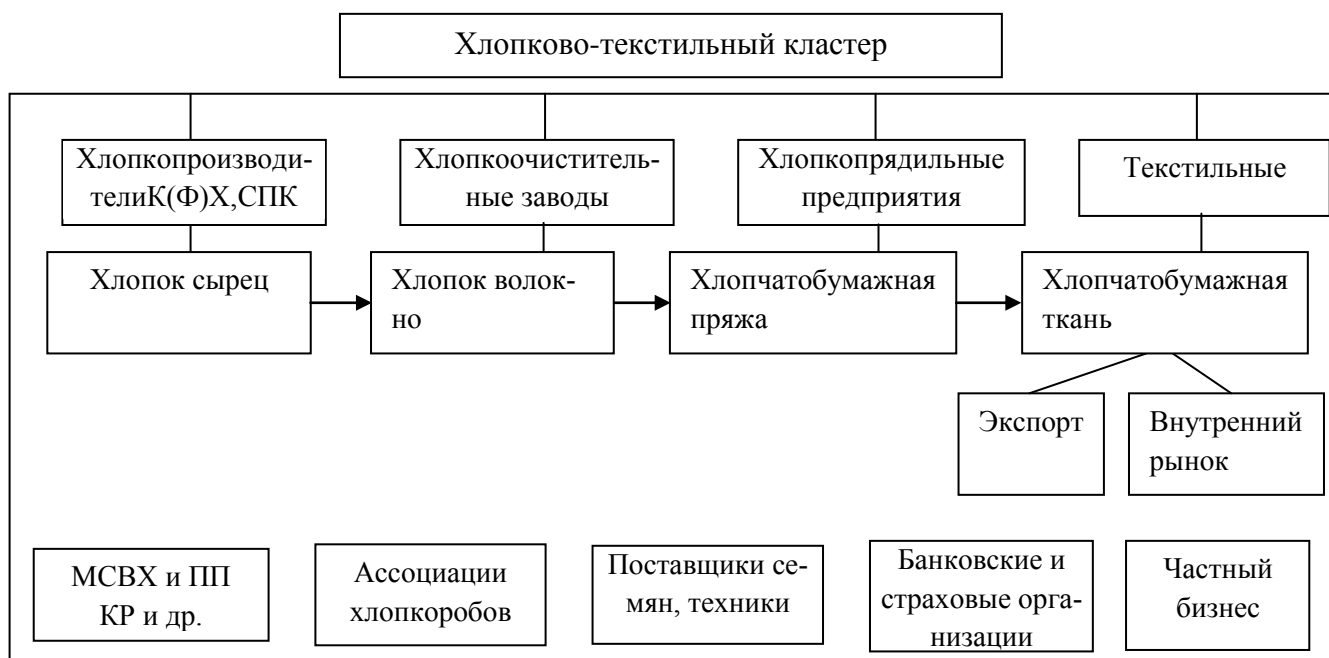 Хлопково-текстильный кластер
Хлопкопроизводи-
телиК(Ф)Х,СПК
Хлопкоочиститель-
ные заводы
Хлопкопрядильные
предприятия
Текстильные
Хлопок сырец
Хлопок волок-
но
Хлопчатобумажная
пряжа
Хлопчатобумажная
ткань
Экспорт
Внутренний
рынок
МСВХ и ПП
КР и др.
Ассоциации
хлопкоробов
Поставщики се-
мян, техники
Банковские и
страховые орга-
низации
Частный
бизнес